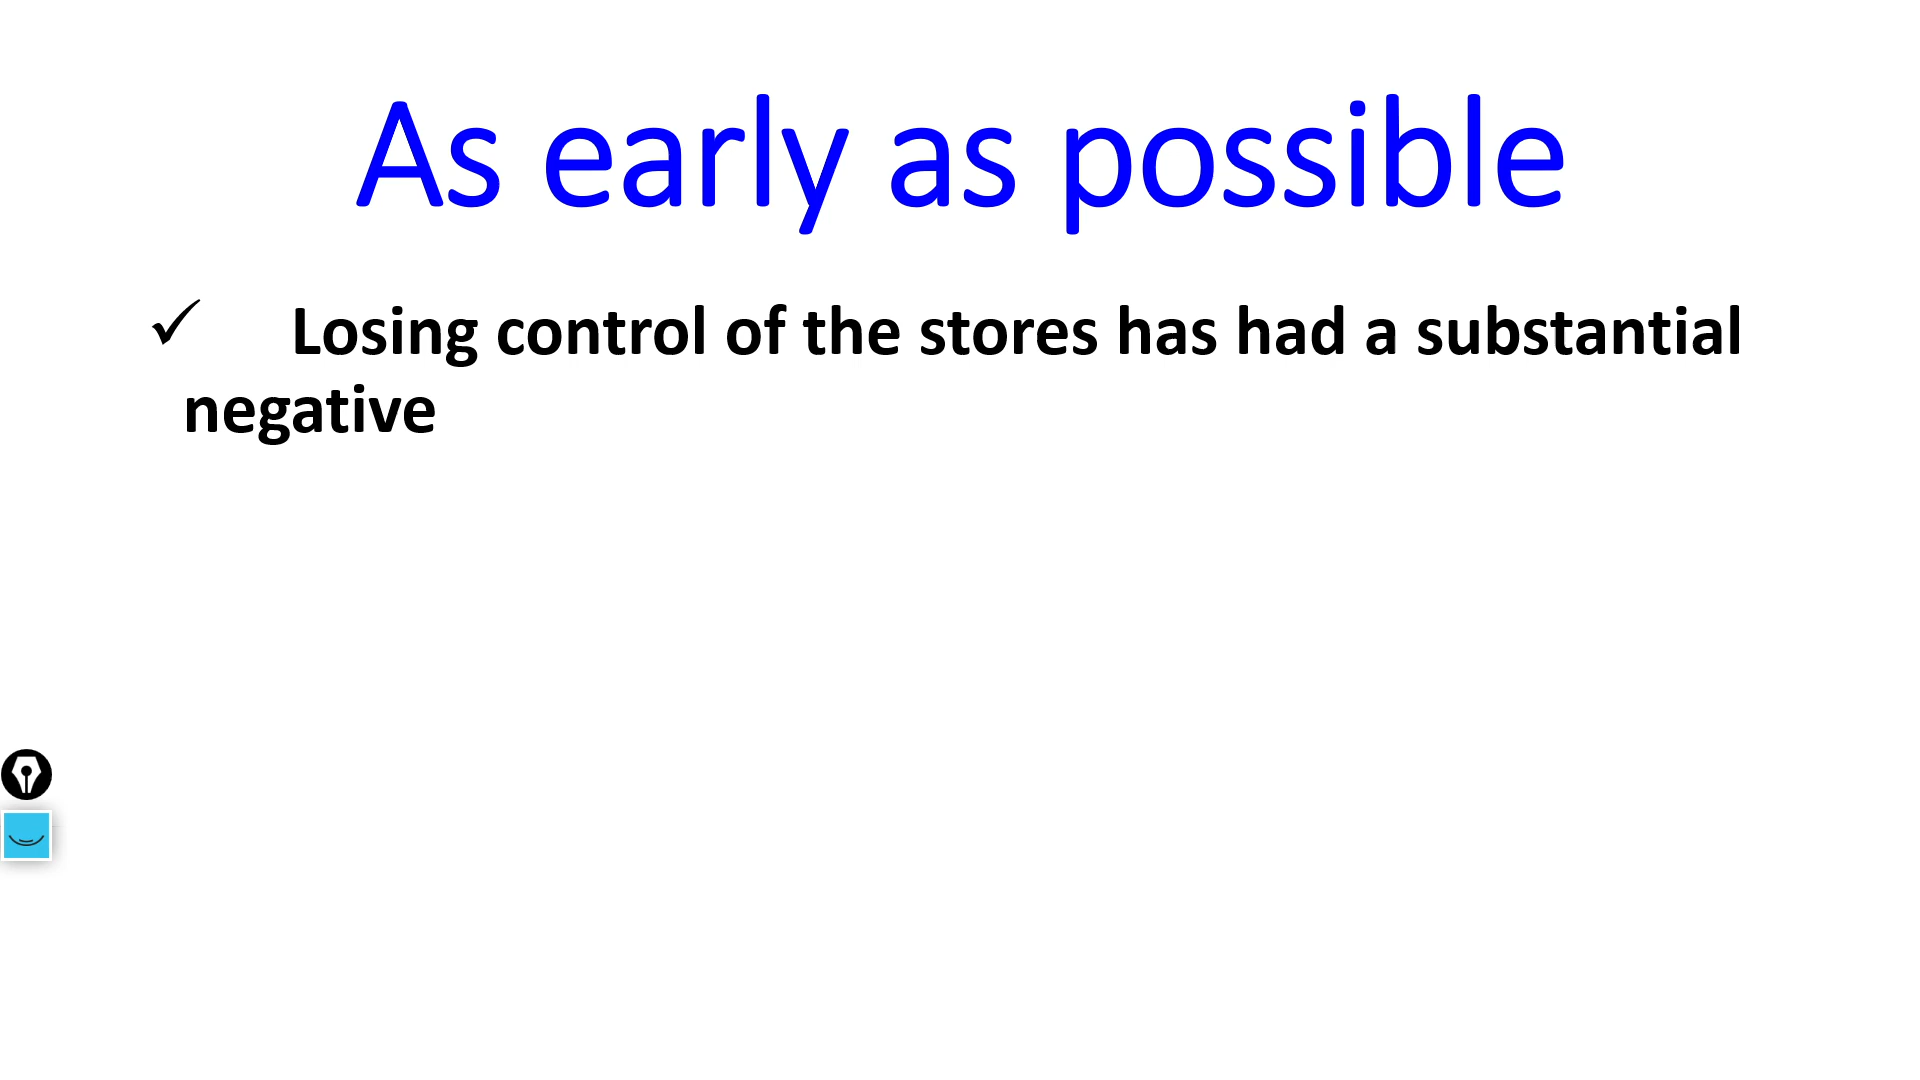 As early as possible
✓ Losing control of the stores has had a substantial
negative